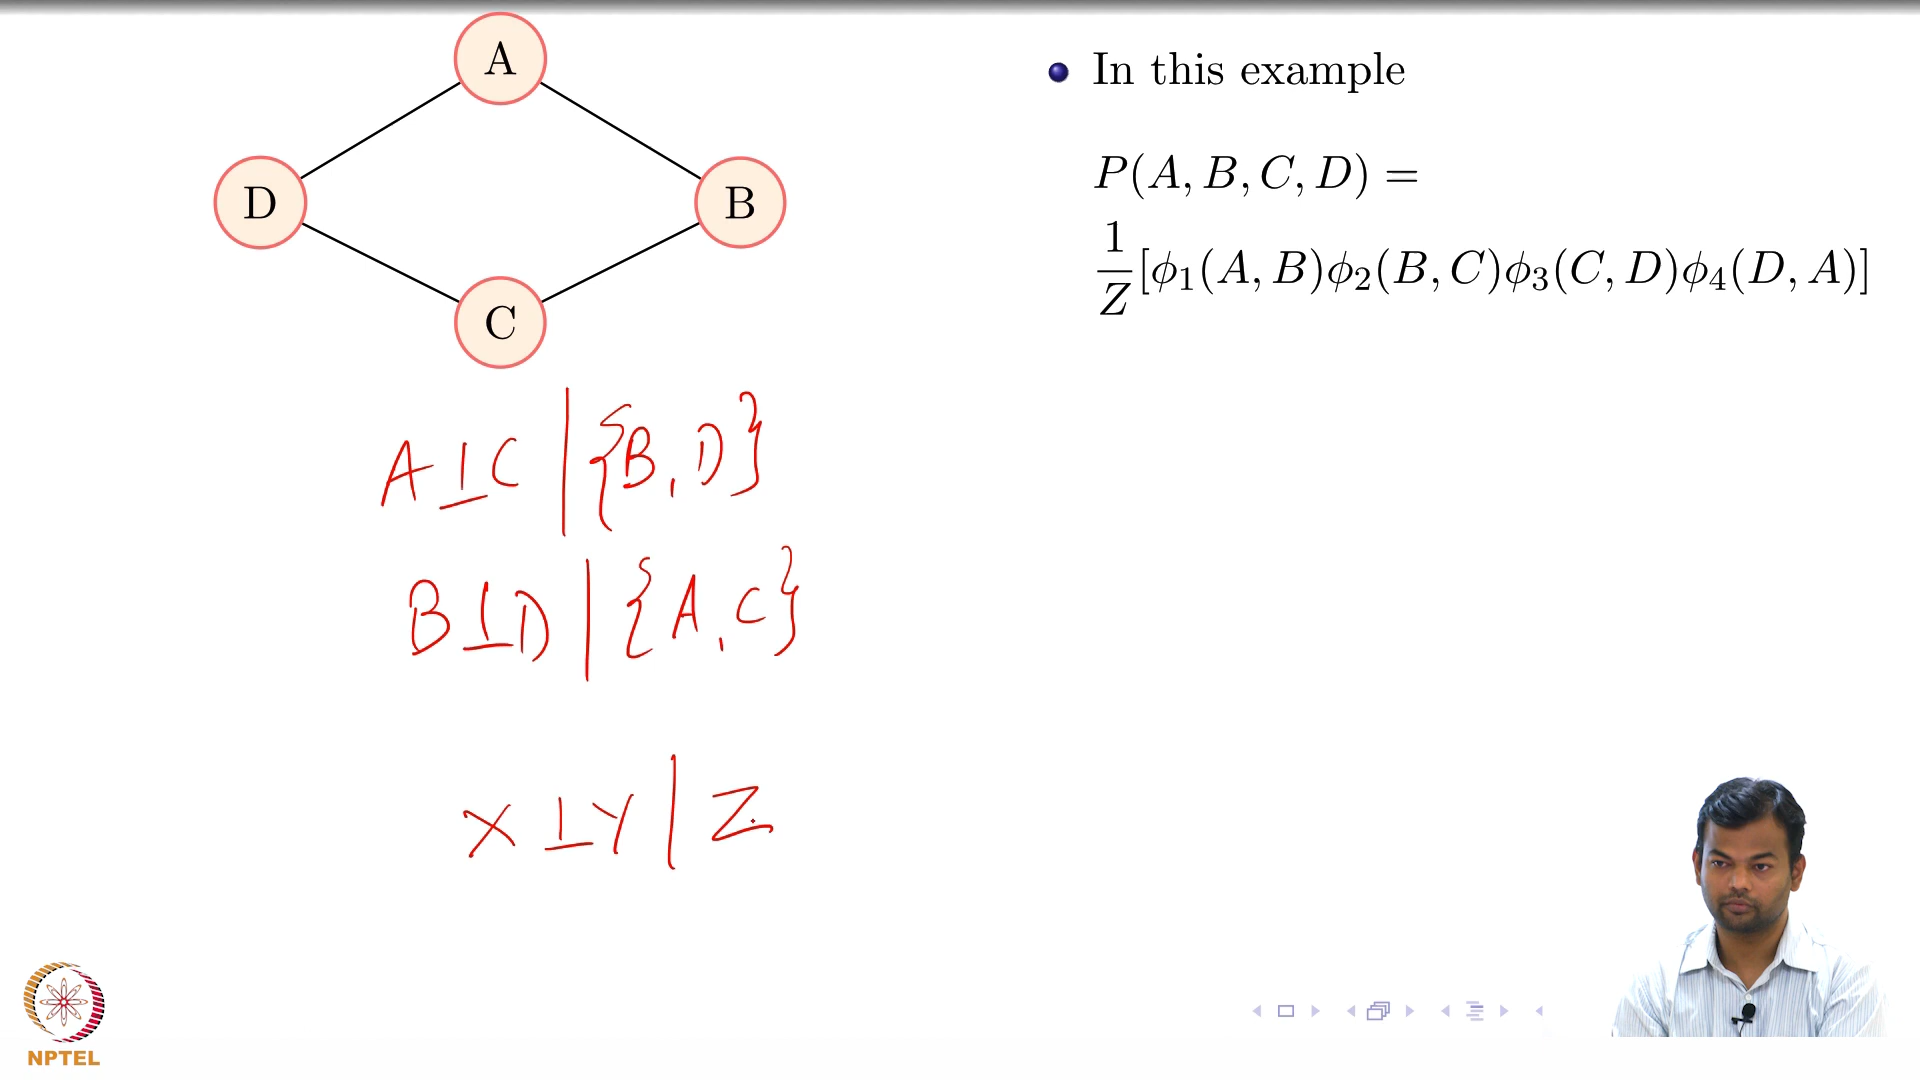 A
D
B
C
A ⊥ C | {B, D}
B ⊥ D | {A, C}
X ⊥ Y | Z
In this example
P(A, B, C, D) =
1/Z [ϕ₁(A, B)ϕ₂(B, C)ϕ₃(C, D)ϕ₄(D, A)]
NPTEL